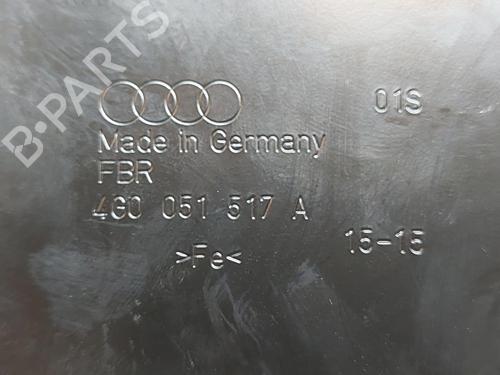 B-PARTS
01S
Made in Germany
FBR
4G0 051 517 A
15-15
>Fe<